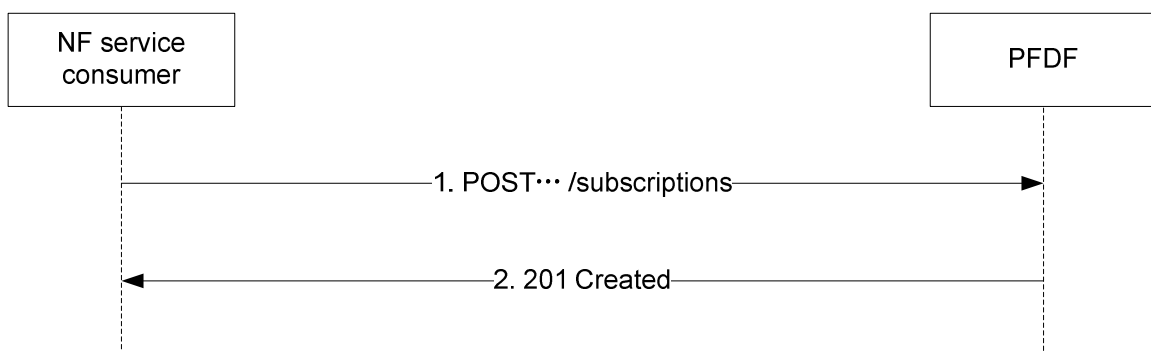 NF service
consumer
PFDF
1. POST··· /subscriptions
2. 201 Created